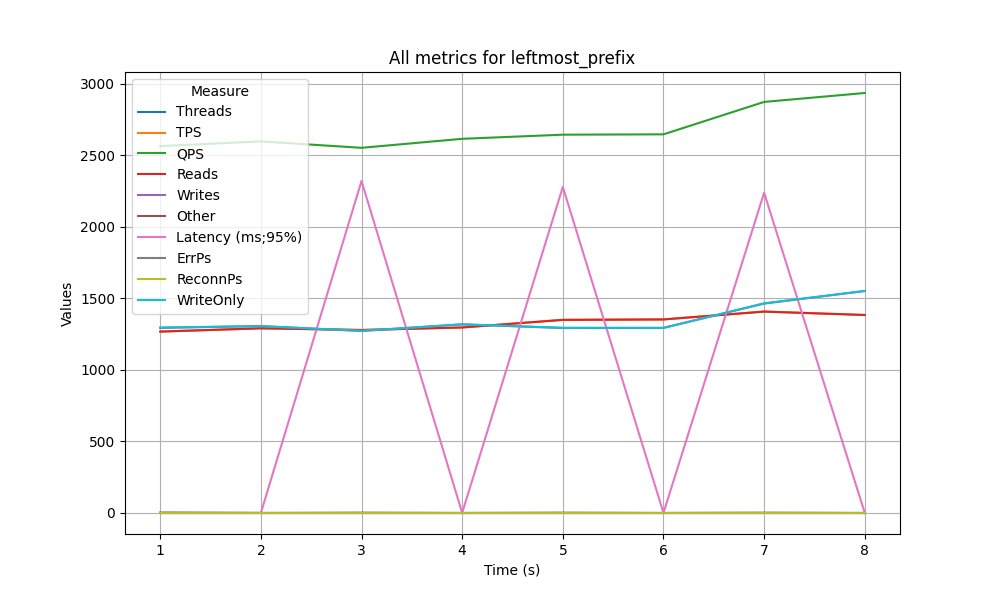 All metrics for leftmost_prefix
Measure
Threads
TPS
QPS
Reads
Writes
Other
Latency (ms;95%)
ErrPs
ReconnPs
WriteOnly
3000
2500
2000
1500
1000
500
0
Values
1 2 3 4 5 6 7 8
Time (s)